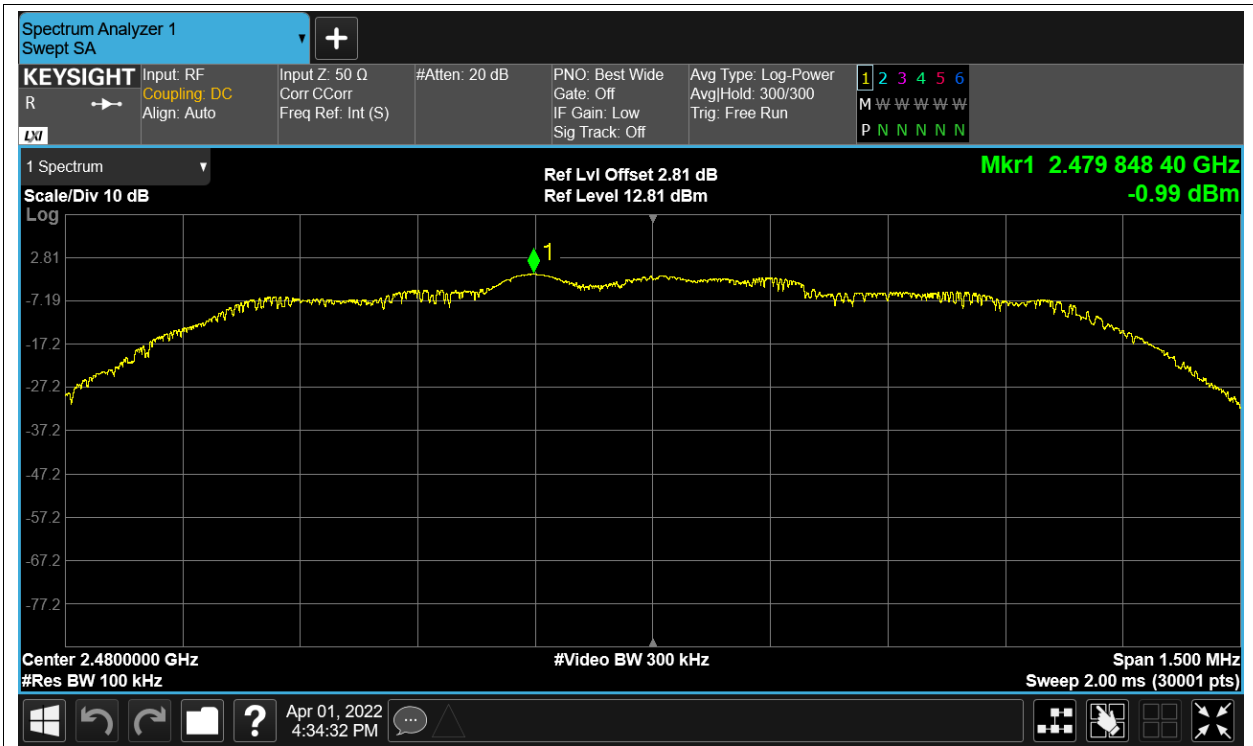 Spectrum Analyzer 1
Swept SA
KEYSIGHT
R
LXI
Input: RF
Coupling: DC
Align: Auto
Input Z: 50 Ω
Corr CCorr
Freq Ref: Int (S)
#Atten: 20 dB
PNO: Best Wide
Gate: Off
IF Gain: Low
Sig Track: Off
Avg Type: Log-Power
Avg|Hold: 300/300
Trig: Free Run
1 2 3 4 5 6
M W W W W W
P N N N N N
1 Spectrum
Scale/Div 10 dB
Ref Lvl Offset 2.81 dB
Ref Level 12.81 dBm
Mkr1 2.479 848 40 GHz
-0.99 dBm
Log
1
2.81
-7.19
-17.2
-27.2
-37.2
-47.2
-57.2
-67.2
-77.2
Center 2.4800000 GHz
#Video BW 300 kHz
Span 1.500 MHz
#Res BW 100 kHz
Sweep 2.00 ms (30001 pts)
?
Apr 01, 2022
4:34:32 PM